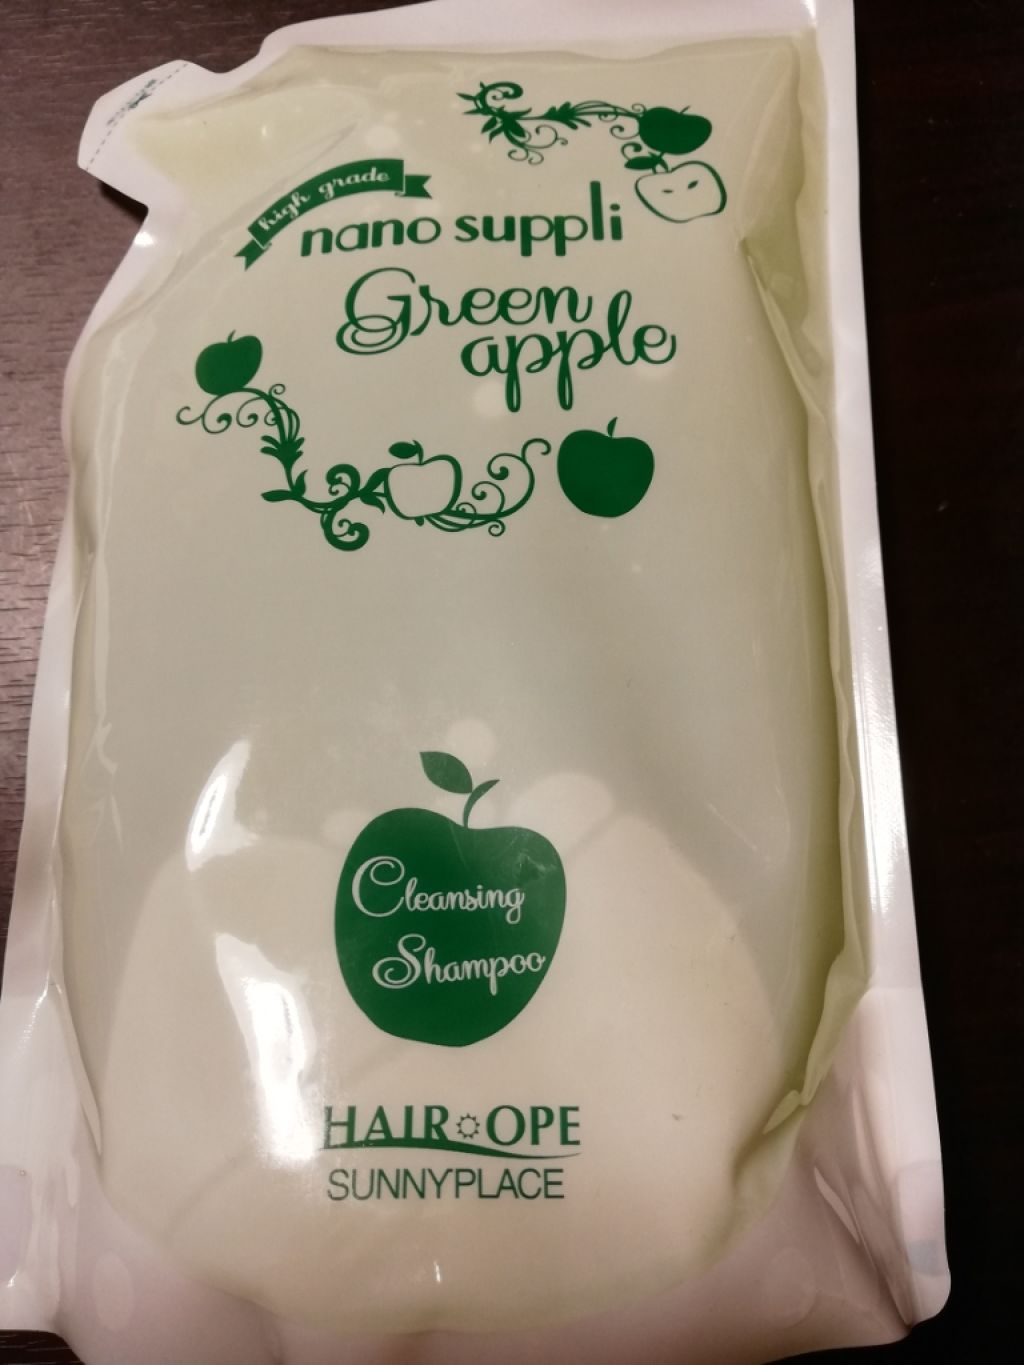 high grade
nano suppli
Green
apple
Cleansing
Shampoo
HAIR OPE
SUNNYPLACE